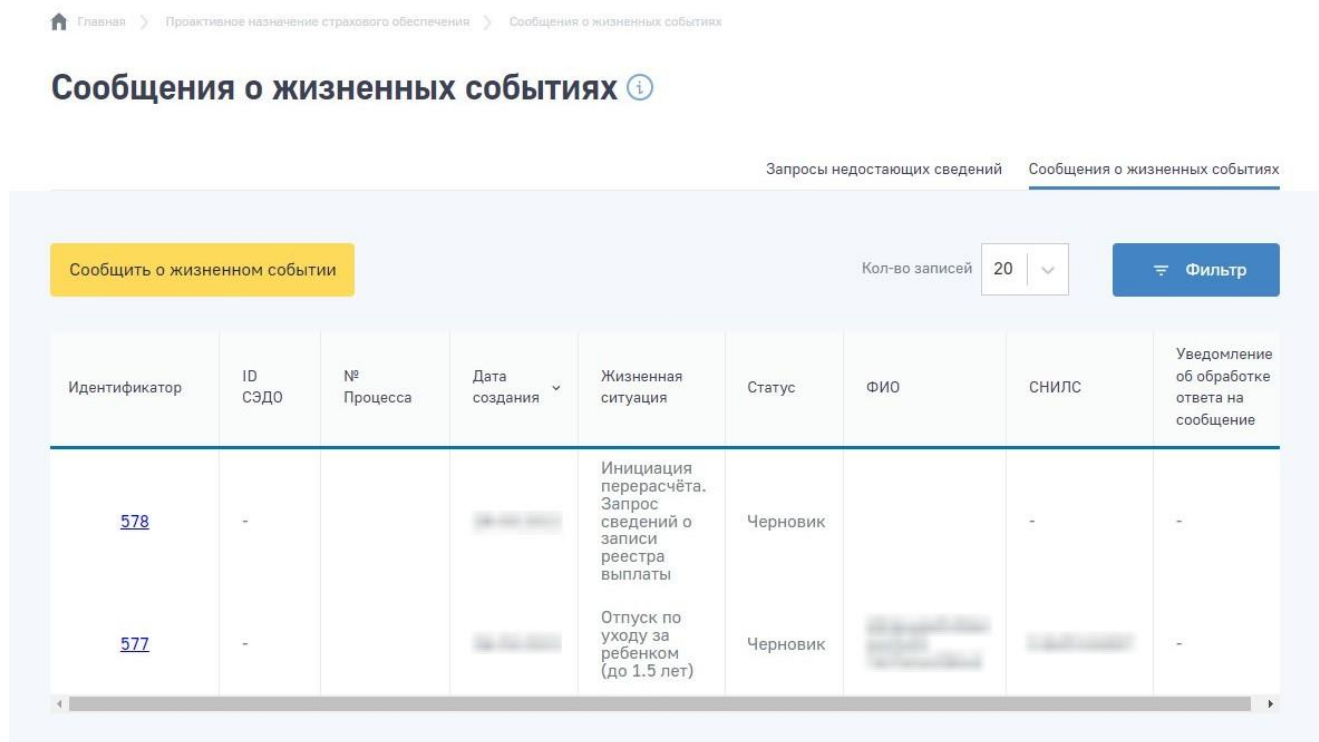 Главная > Проактивное назначение страхового обеспечения > Сообщения о жизненных событиях
Сообщения о жизненных событиях i
Запросы недостающих сведений Сообщения о жизненных событиях
Сообщить о жизненном событии Кол-во записей 20 Фильтр
Идентификатор
ID
СЭДО
№
Процесса
Дата
создания
Жизненная
ситуация
Статус
ФИО
СНИЛС
Уведомление
об обработке
ответа на
сообщение
578
-
Инициация
перерасчёта.
Запрос
сведений о
записи
реестра
выплаты
Черновик
-
-
577
-
Отпуск по
уходу за
ребенком
(до 1.5 лет)
Черновик
-